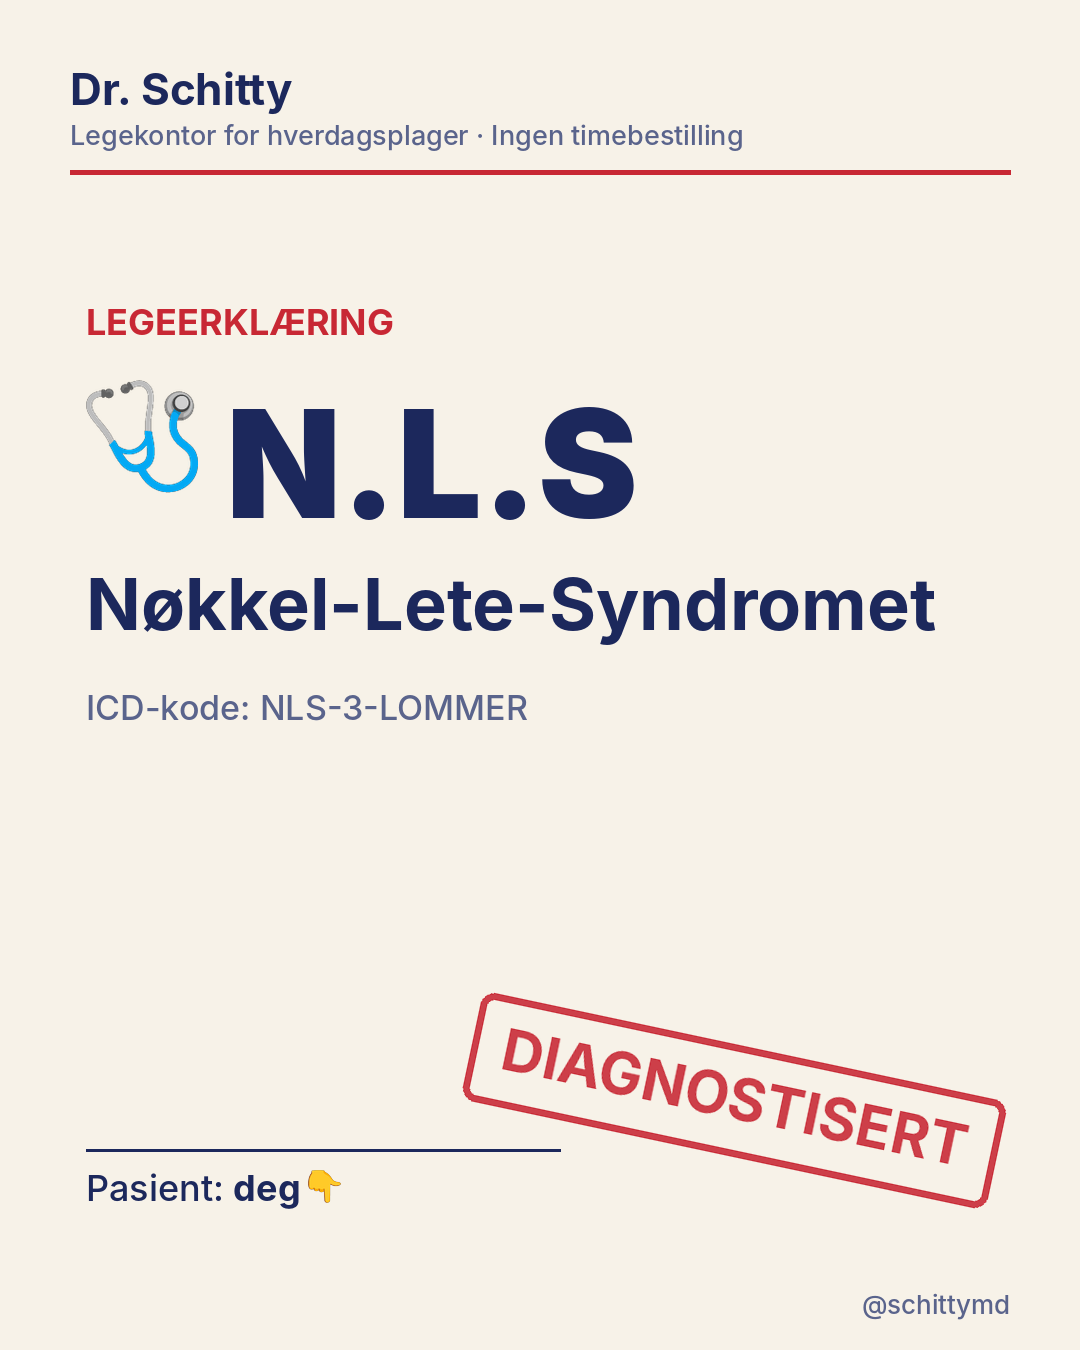 Dr. Schitty
Legekontor for hverdagsplager · Ingen timebestilling
LEGEERKLÆRING
🩺 N.L.S
Nøkkel-Lete-Syndromet
ICD-kode: NLS-3-LOMMER
DIAGNOSTISERT
Pasient: deg👇
@schittymd